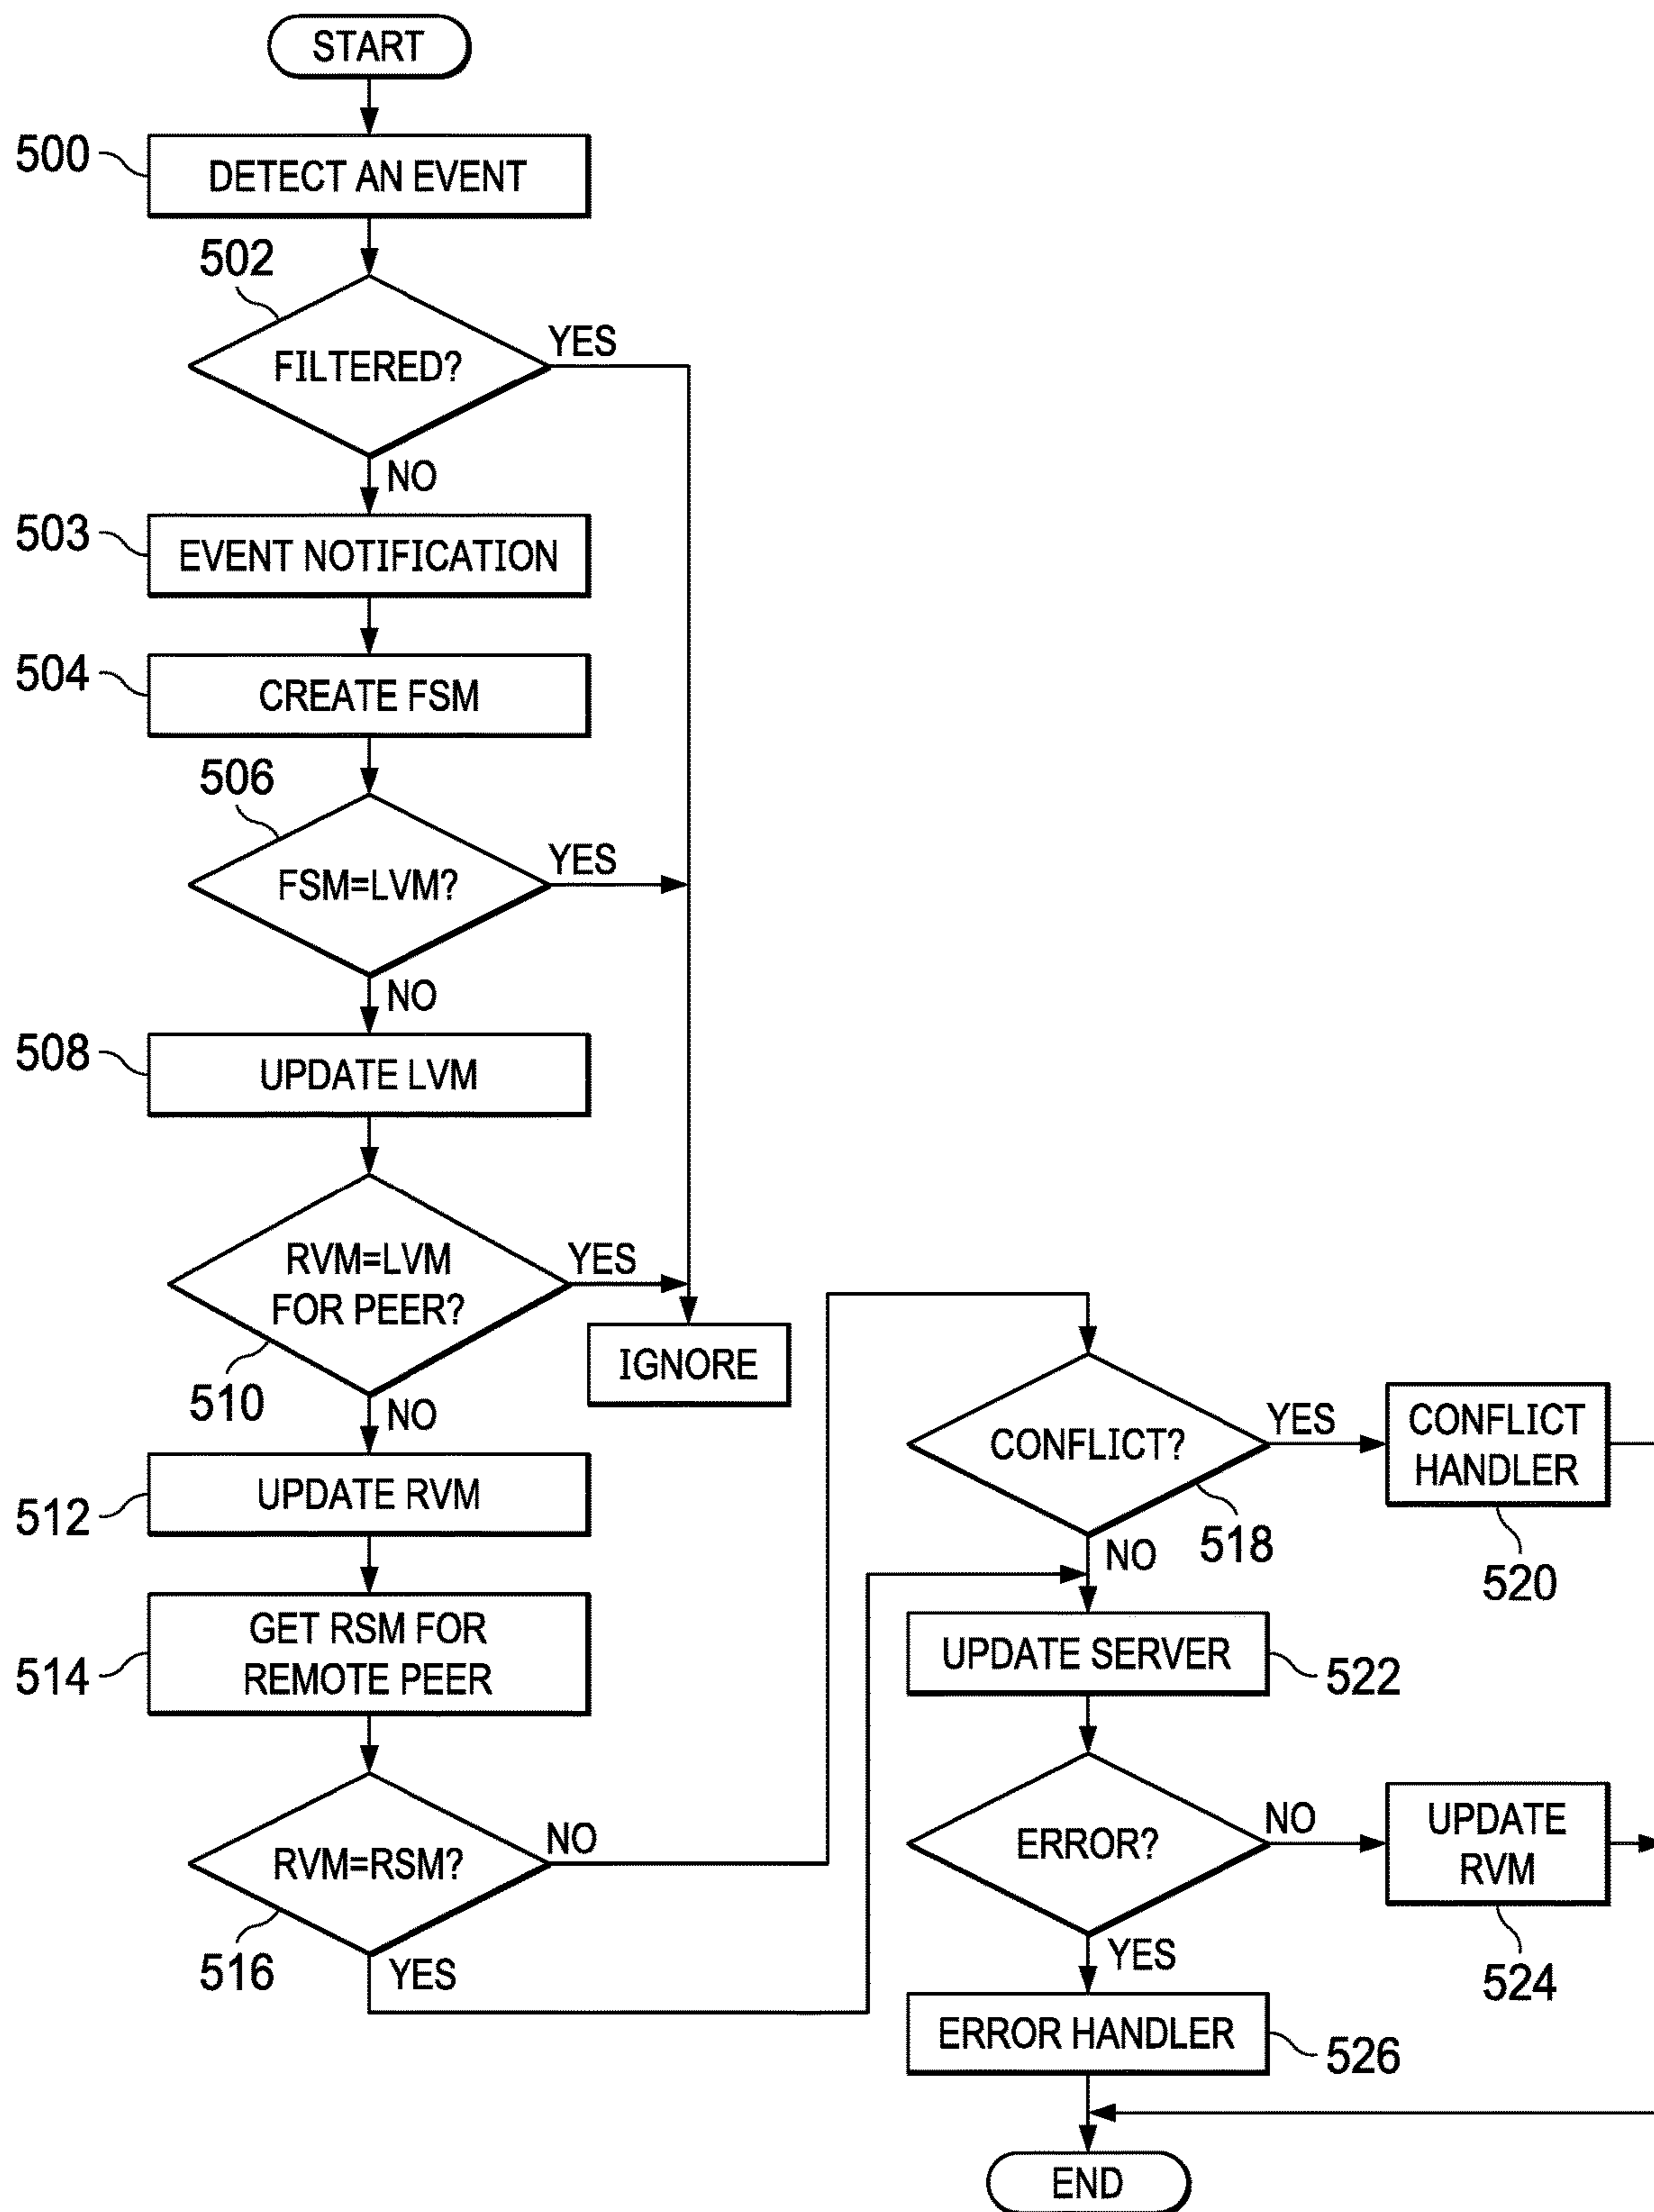 START
500
DETECT AN EVENT
502
FILTERED?
YES
NO
503
EVENT NOTIFICATION
504
CREATE FSM
506
FSM=LVM?
YES
NO
508
UPDATE LVM
RVM=LVM
FOR PEER?
YES
510
NO
IGNORE
512
UPDATE RVM
514
GET RSM FOR
REMOTE PEER
RVM=RSM?
NO
516
YES
CONFLICT?
YES
518
NO
CONFLICT
HANDLER
520
UPDATE SERVER
522
ERROR?
NO
YES
UPDATE
RVM
524
ERROR HANDLER
526
END